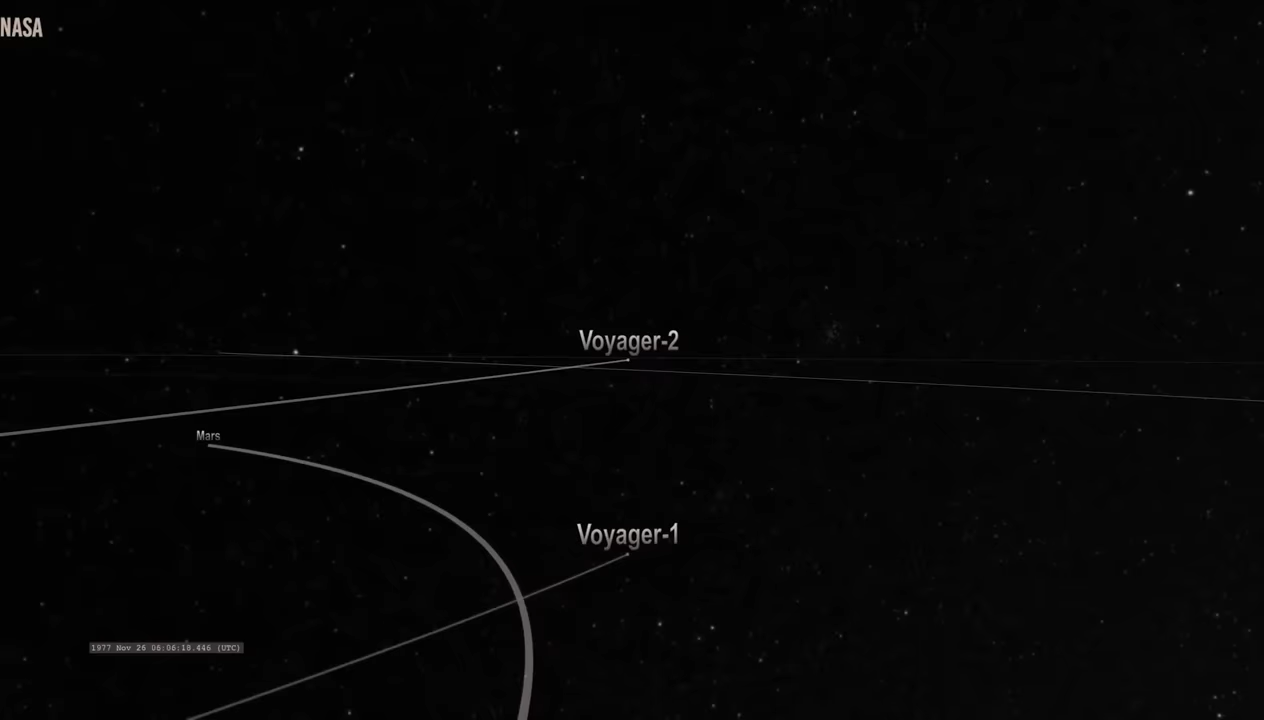 NASA
Voyager-2
Mars
Voyager-1
1977 Nov 26 06:06:18.446 (UTC)